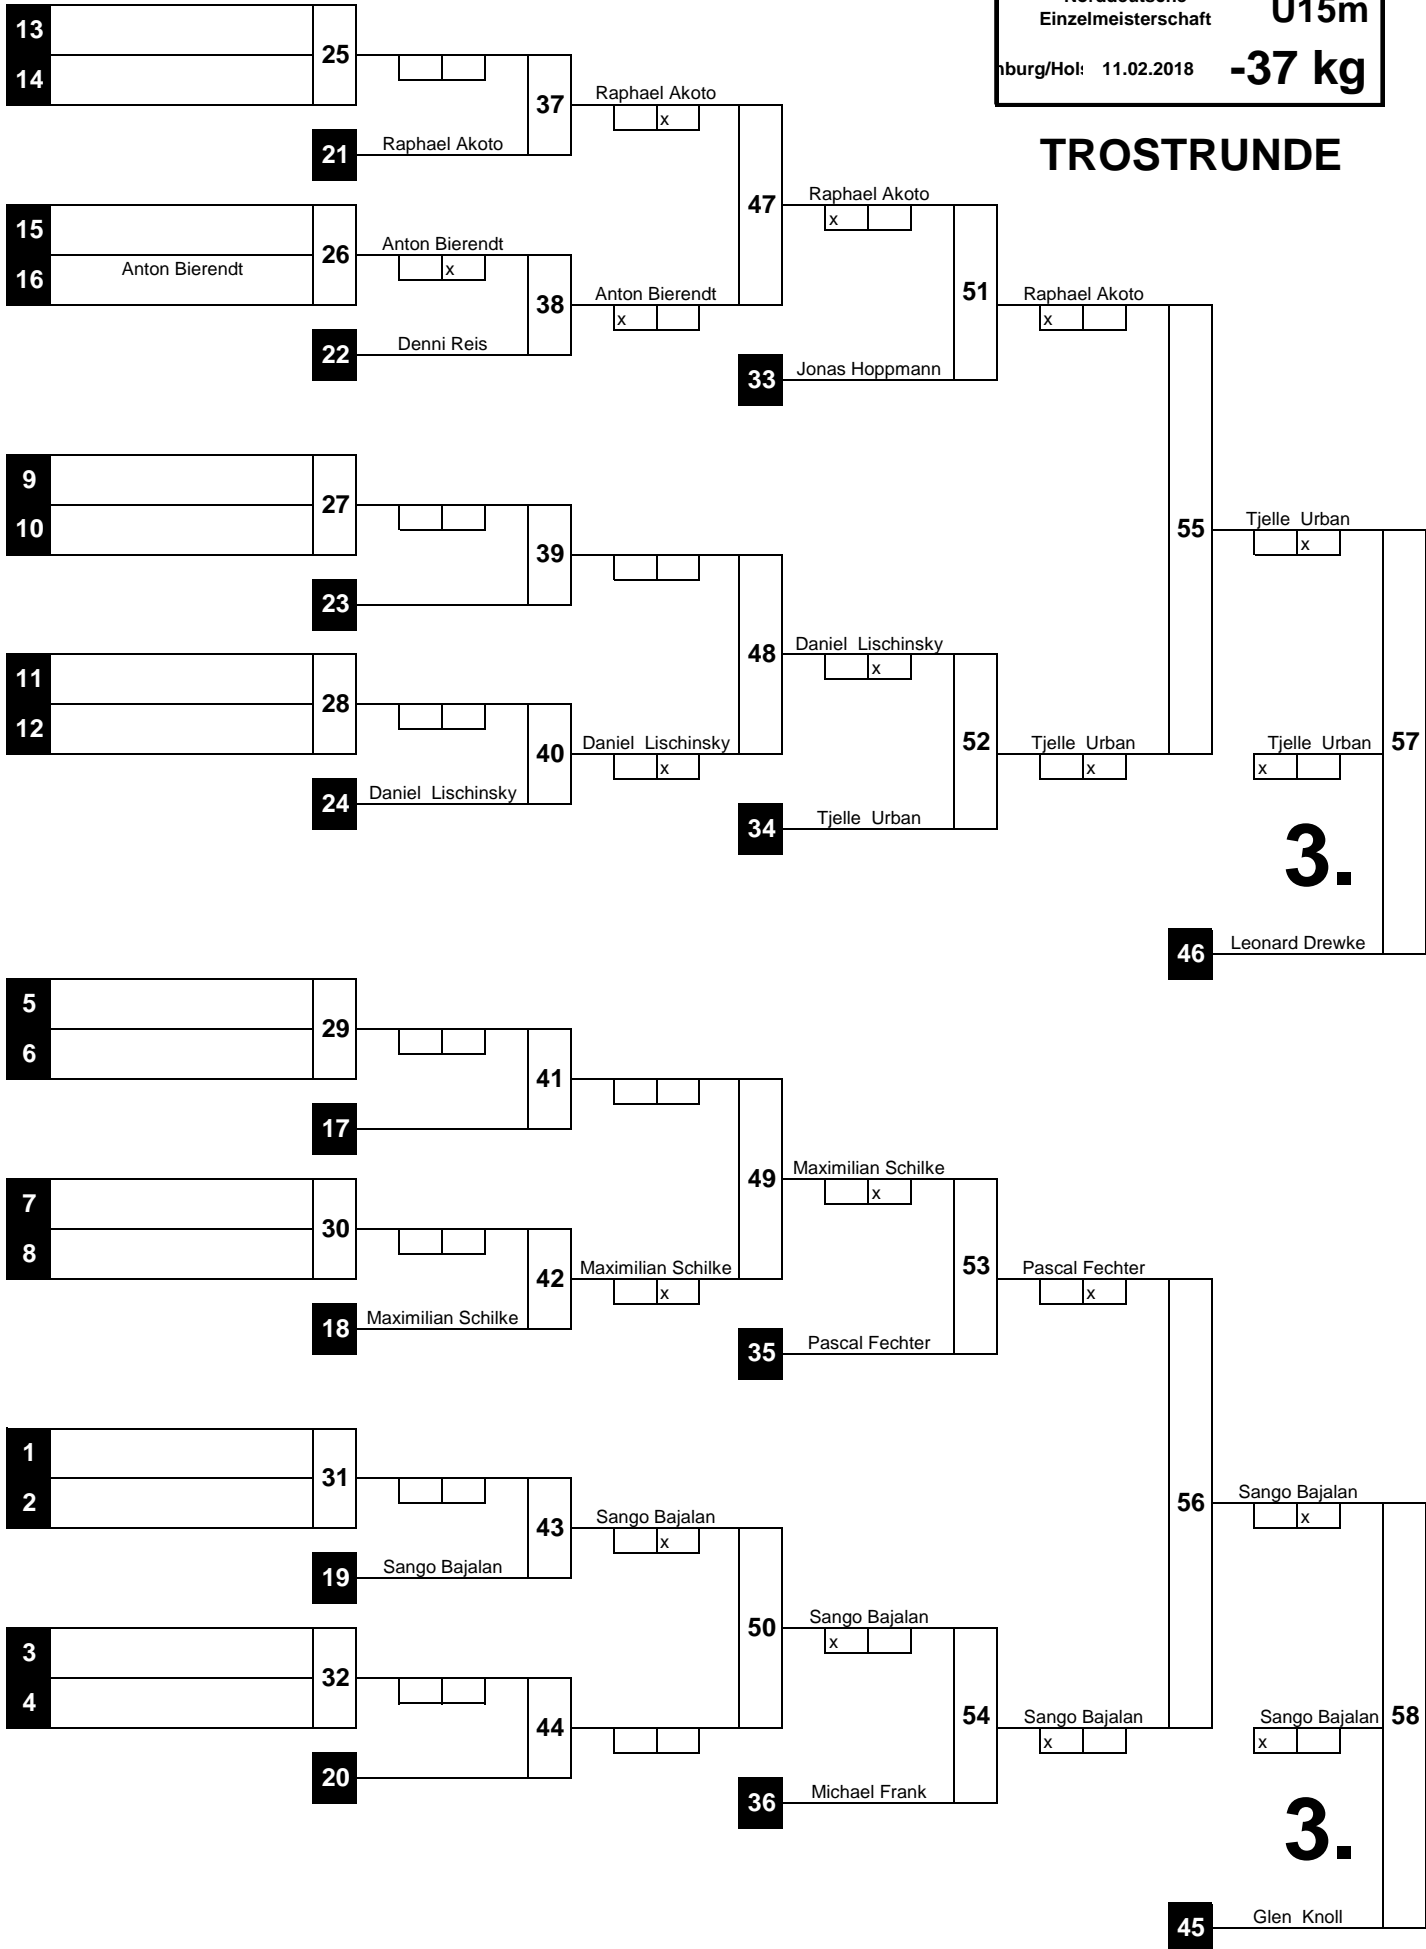 Einzelmeisterschaft
U15m
nburg/Hols 11.02.2018
-37 kg
TROSTRUNDE
13
14
25
37
Raphael Akoto
x
21
Raphael Akoto
47
Raphael Akoto
x
15
16
Anton Bierendt
26
Anton Bierendt
x
38
Anton Bierendt
x
22
Denni Reis
51
Raphael Akoto
x
33
Jonas Hoppmann
9
10
27
39
23
55
Tjelle Urban
x
48
Daniel Lischinsky
x
11
12
28
40
Daniel Lischinsky
x
24
Daniel Lischinsky
52
Tjelle Urban
x
34
Tjelle Urban
Tjelle Urban
x
57
3.
46
Leonard Drewke
5
6
29
41
17
49
Maximilian Schilke
x
7
8
30
42
Maximilian Schilke
x
18
Maximilian Schilke
53
Pascal Fechter
x
35
Pascal Fechter
1
2
31
43
Sango Bajalan
x
19
Sango Bajalan
56
Sango Bajalan
x
50
Sango Bajalan
x
3
4
32
44
20
54
Sango Bajalan
x
36
Michael Frank
Sango Bajalan
x
58
3.
45
Glen Knoll